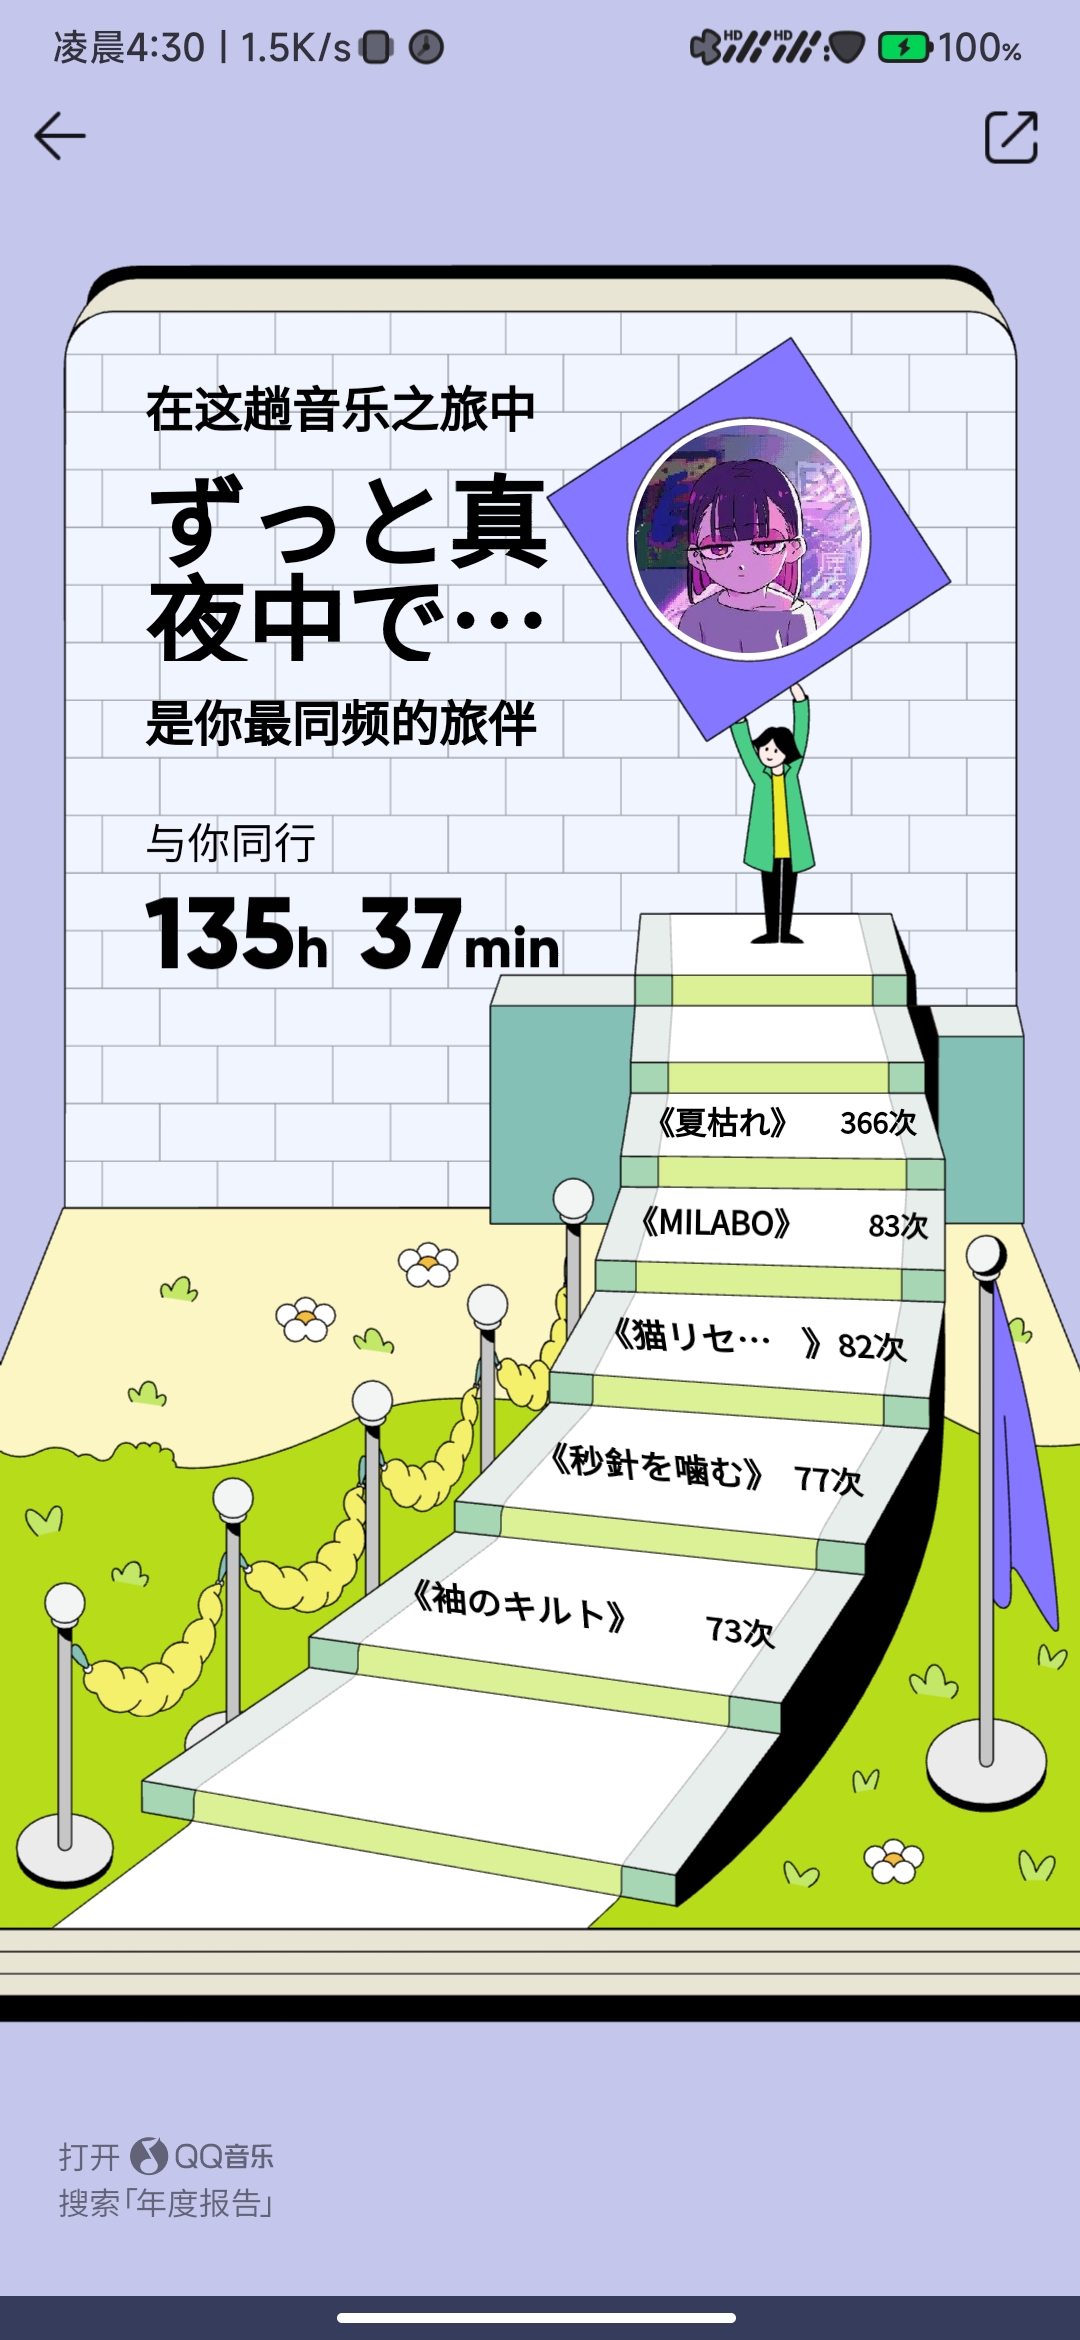 凌晨4:30 | 1.5K/s
HD HD 100%
在这趟音乐之旅中
ずっと真
夜中で…
是你最同频的旅伴
与你同行
135h 37min
《夏枯れ》 366次
《MILABO》 83次
《猫リセ… 》82次
《秒針を噛む》 77次
《袖のキルト》 73次
打开 QQ音乐
搜索「年度报告」